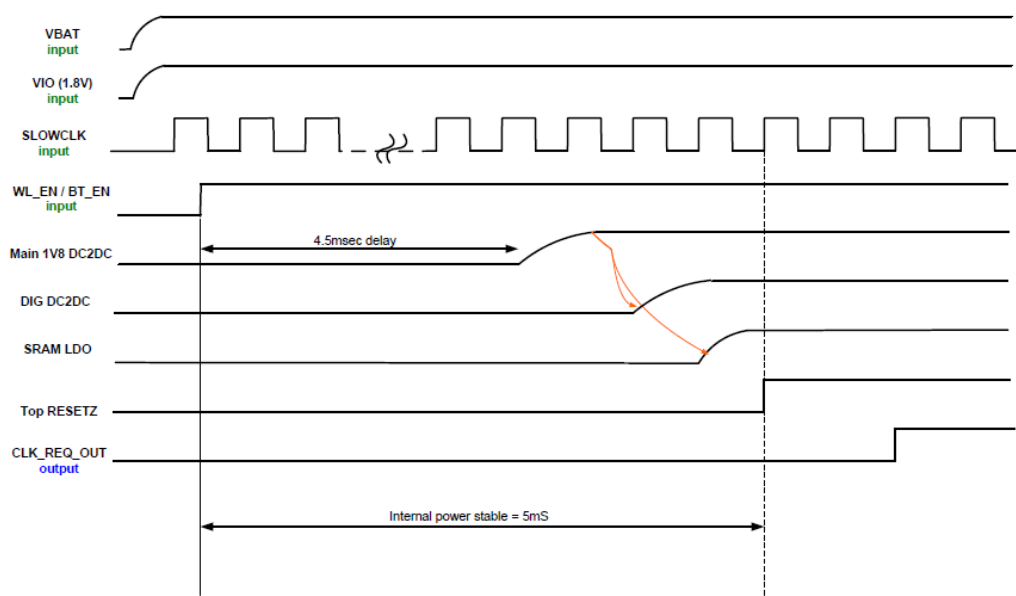 VBAT
input
VIO (1.8V)
input
SLOWCLK
input
WL_EN / BT_EN
input
4.5msec delay
Main 1V8 DC2DC
DIG DC2DC
SRAM LDO
Top RESETZ
CLK_REQ_OUT
output
Internal power stable = 5mS